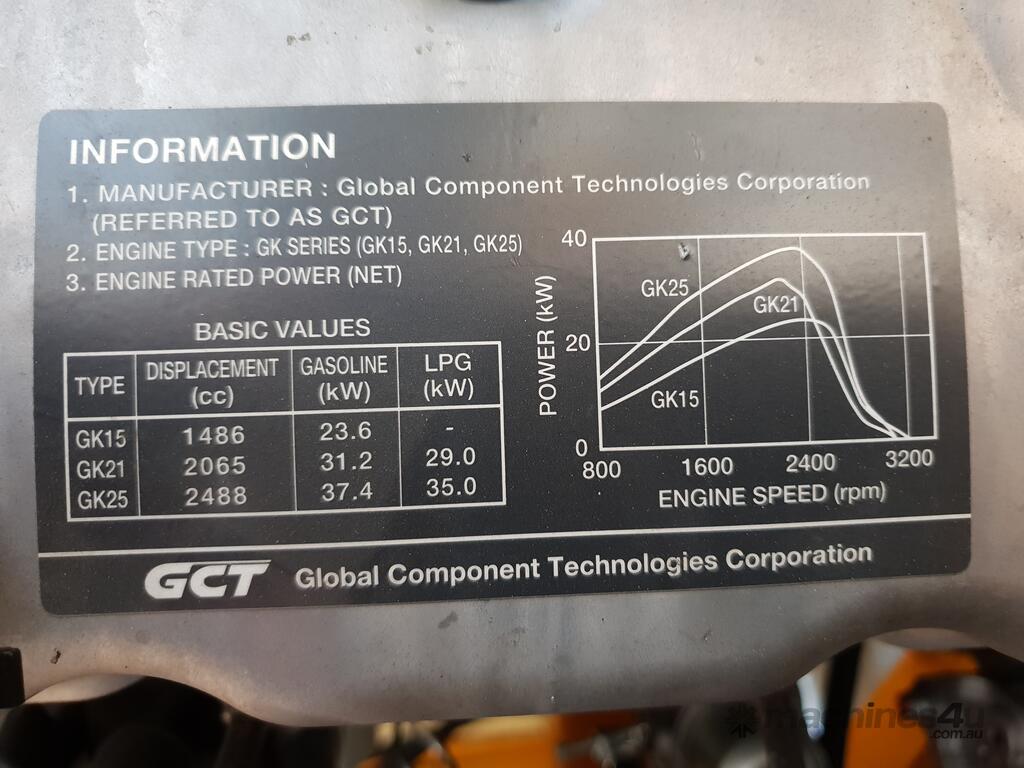 INFORMATION
1. MANUFACTURER : Global Component Technologies Corporation
(REFERRED TO AS GCT)
2. ENGINE TYPE : GK SERIES (GK15, GK21, GK25)
3. ENGINE RATED POWER (NET)
BASIC VALUES
TYPE DISPLACEMENT (cc) GASOLINE (kW) LPG (kW)
GK15 1486 23.6 -
GK21 2065 31.2 29.0
GK25 2488 37.4 35.0
POWER (kW)
40
20
0
GK25
GK21
GK15
800 1600 2400 3200
ENGINE SPEED (rpm)
GCT Global Component Technologies Corporation
machines4u
.com.au